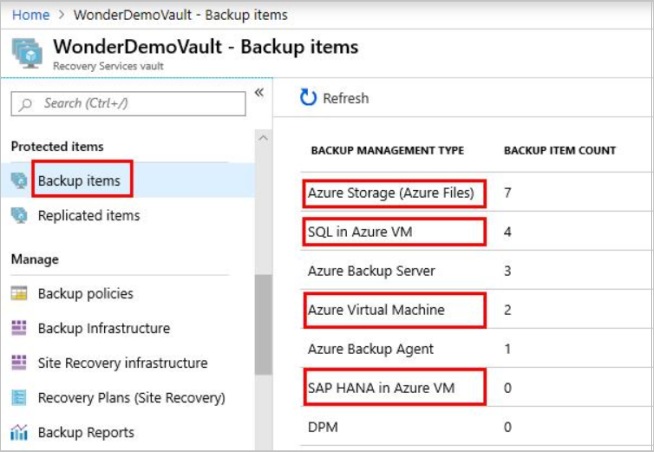 Home > WonderDemoVault - Backup items
WonderDemoVault - Backup items
Recovery Services vault
Search (Ctrl+/)
«
Refresh
Protected items
Backup items
Replicated items
Manage
Backup policies
Backup Infrastructure
Site Recovery infrastructure
Recovery Plans (Site Recovery)
Backup Reports
BACKUP MANAGEMENT TYPE BACKUP ITEM COUNT
Azure Storage (Azure Files) 7
SQL in Azure VM 4
Azure Backup Server 3
Azure Virtual Machine 2
Azure Backup Agent 1
SAP HANA in Azure VM 0
DPM 0